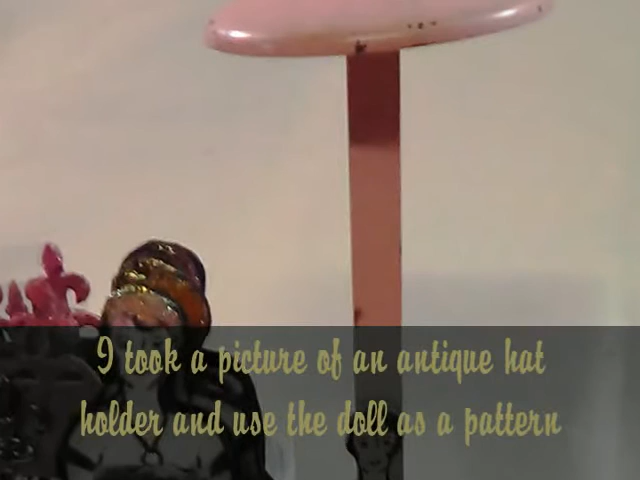 I took a picture of an antique hat
holder and use the doll as a pattern